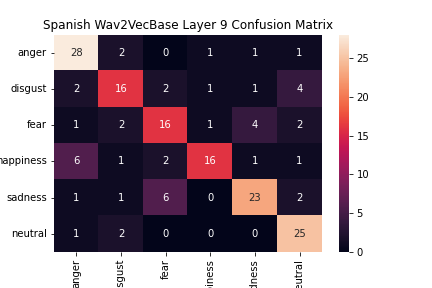 Spanish Wav2VecBase Layer 9 Confusion Matrix
anger 28 2 0 1 1 1
disgust 2 16 2 1 1 4
fear 1 2 16 1 4 2
happiness 6 1 2 16 1 1
sadness 1 1 6 0 23 2
neutral 1 2 0 0 0 25
anger sgust fear piness dness eutral
25
20
15
10
5
0